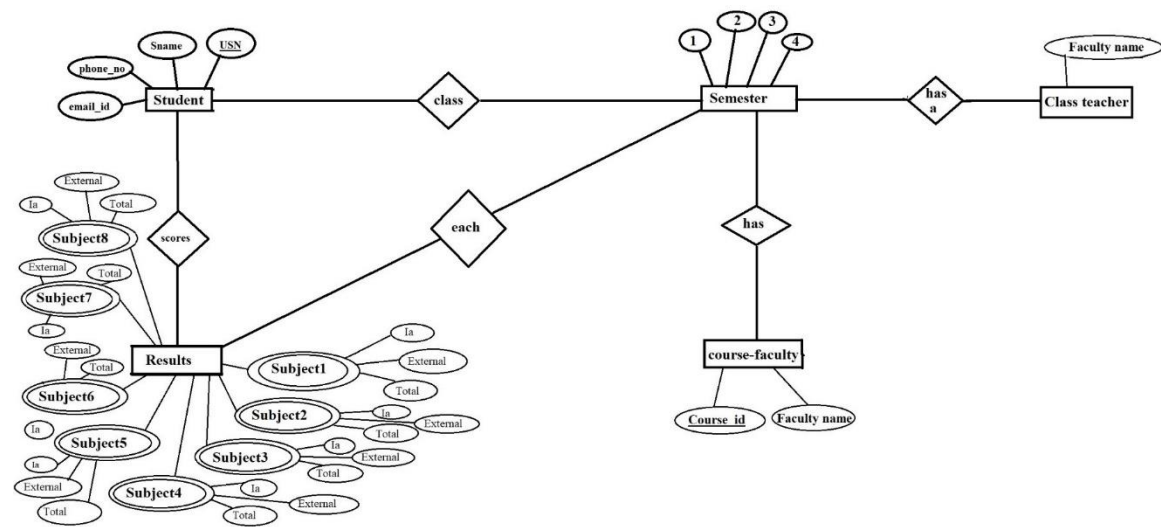 Sname
USN
phone_no
email_id
Student
class
1
2
3
4
Semester
has
a
Faculty name
Class teacher
scores
each
has
External
Ia
Total
Subject8
External
Total
Subject7
Ia
External
Total
Subject6
Ia
Subject5
Ia
External
Total
Results
Ia
External
Subject1
Total
Subject2
Ia
External
Total
Subject3
Ia
External
Total
Subject4
Ia
External
Total
course-faculty
Course_id
Faculty name